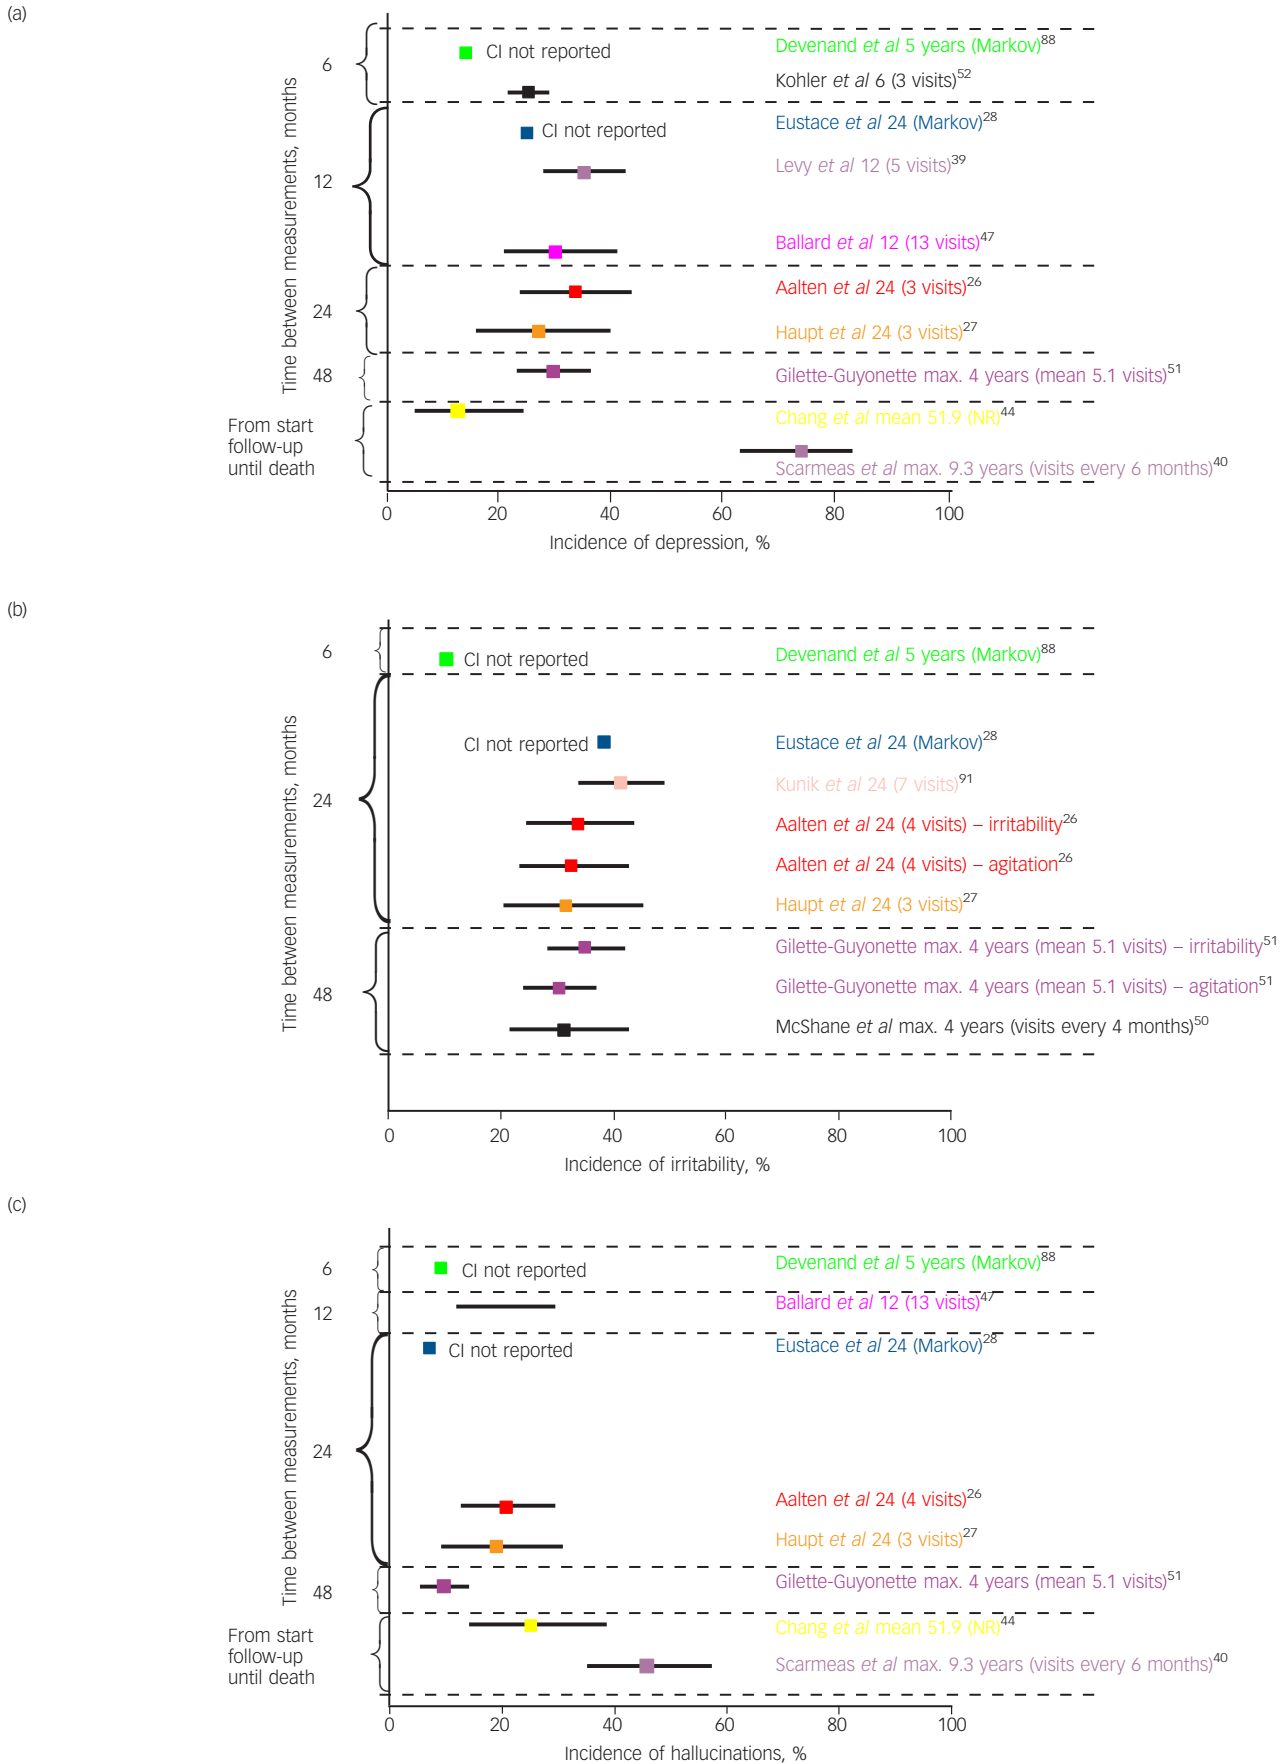 (a)
Time between measurements, months
6
CI not reported
Devenand et al 5 years (Markov)88
Kohler et al 6 (3 visits)52
12
CI not reported
Eustace et al 24 (Markov)28
Levy et al 12 (5 visits)39
Ballard et al 12 (13 visits)47
24
Aalten et al 24 (3 visits)26
Haupt et al 24 (3 visits)27
48
Gilette-Guyonette max. 4 years (mean 5.1 visits)51
From start
follow-up
until death
Chang et al mean 51.9 (NR)44
Scarmeas et al max. 9.3 years (visits every 6 months)40
0 20 40 60 80 100
Incidence of depression, %
(b)
Time between measurements, months
6
CI not reported
Devenand et al 5 years (Markov)88
24
CI not reported
Eustace et al 24 (Markov)28
Kunik et al 24 (7 visits)91
Aalten et al 24 (4 visits) – irritability26
Aalten et al 24 (4 visits) – agitation26
Haupt et al 24 (3 visits)27
48
Gilette-Guyonette max. 4 years (mean 5.1 visits) – irritability51
Gilette-Guyonette max. 4 years (mean 5.1 visits) – agitation51
McShane et al max. 4 years (visits every 4 months)50
0 20 40 60 80 100
Incidence of irritability, %
(c)
Time between measurements, months
6
CI not reported
Devenand et al 5 years (Markov)88
12
Ballard et al 12 (13 visits)47
24
CI not reported
Eustace et al 24 (Markov)28
Aalten et al 24 (4 visits)26
Haupt et al 24 (3 visits)27
48
Gilette-Guyonette max. 4 years (mean 5.1 visits)51
From start
follow-up
until death
Chang et al mean 51.9 (NR)44
Scarmeas et al max. 9.3 years (visits every 6 months)40
0 20 40 60 80 100
Incidence of hallucinations, %